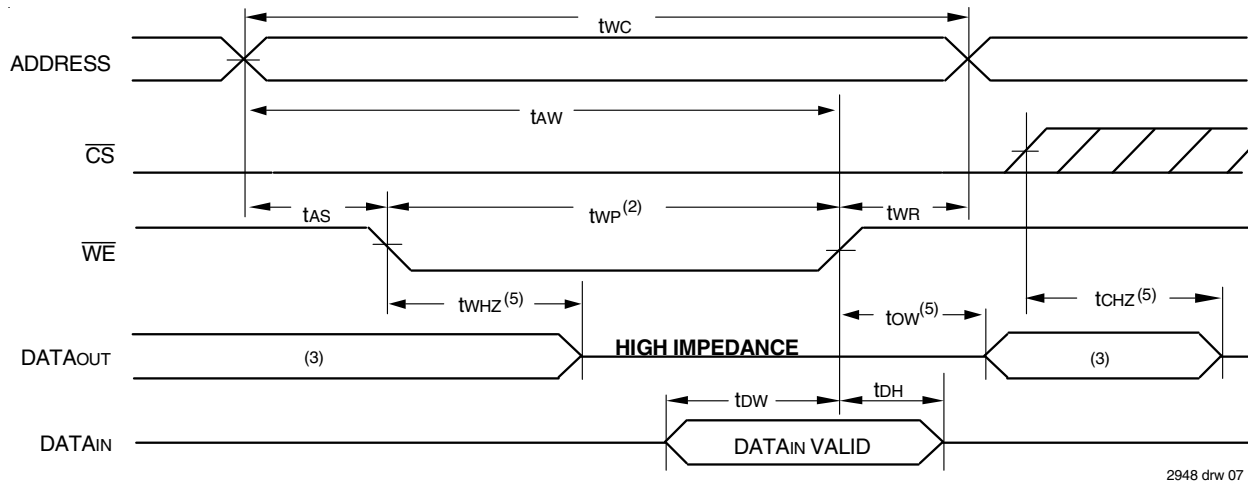 tWC
ADDRESS
tAW
CS
tAS
tWP(2)
tWR
WE
tWHZ(5)
tOW(5)
tCHZ(5)
DATAOUT
(3)
HIGH IMPEDANCE
(3)
tDW
tDH
DATAIN
DATAIN VALID
2948 drw 07